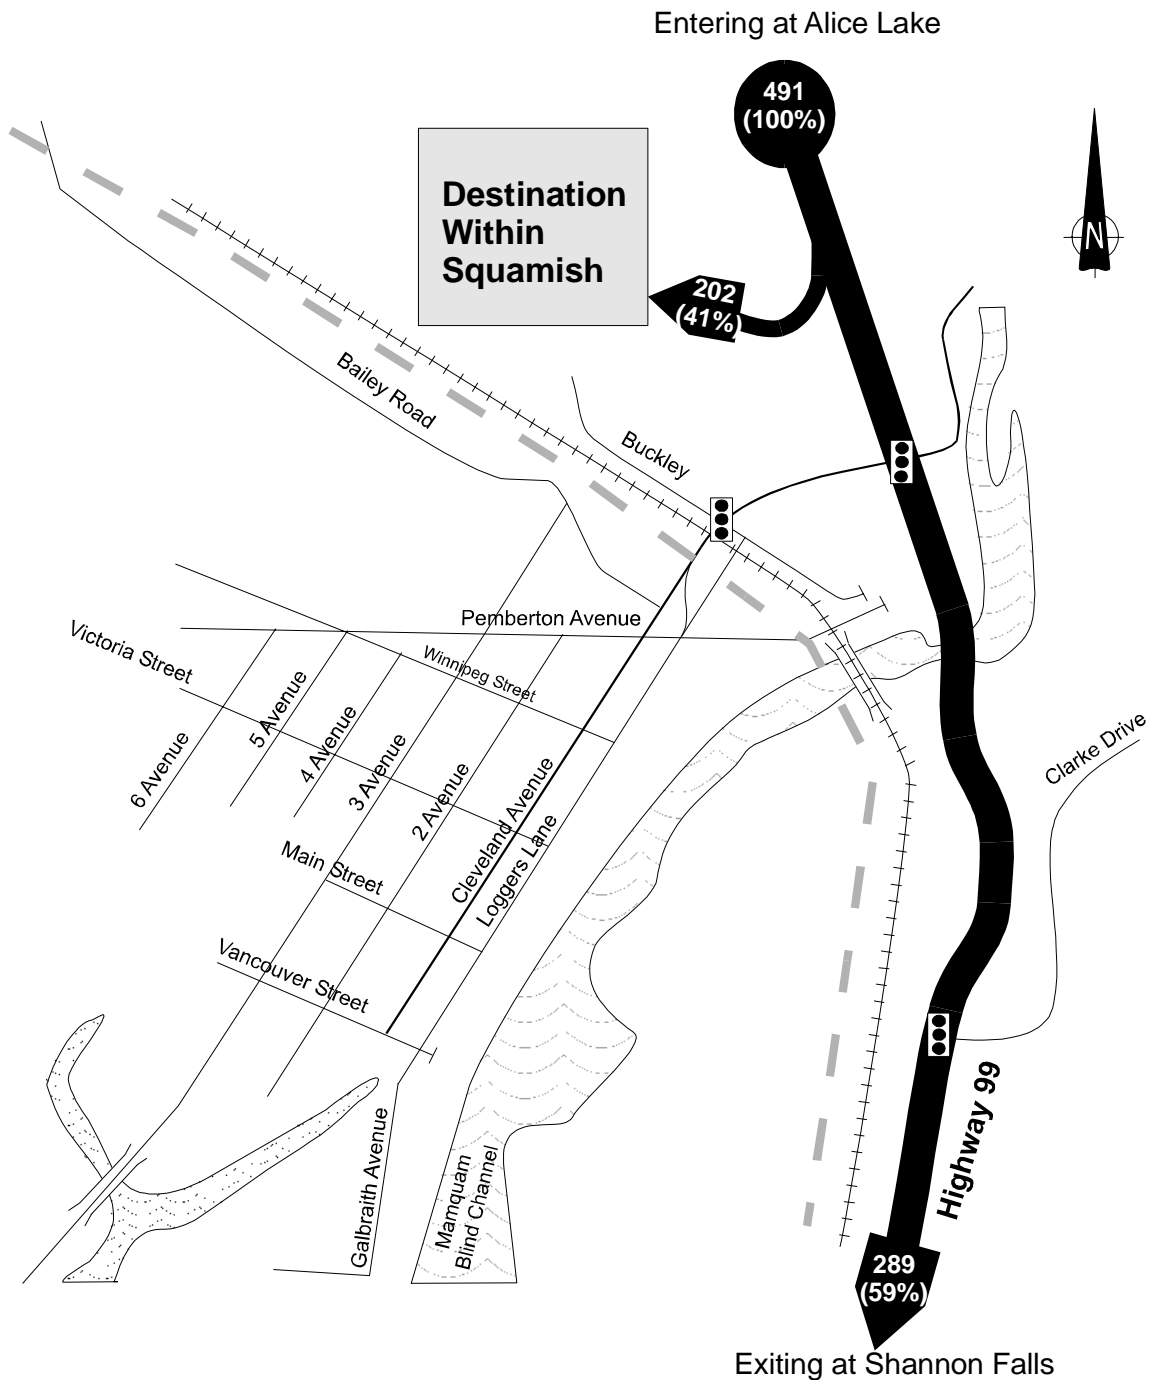 Entering at Alice Lake
491
(100%)
Destination
Within
Squamish
202
(41%)
N
Bailey Road
Buckley
Pemberton Avenue
Victoria Street
Winnipeg Street
6 Avenue
5 Avenue
4 Avenue
3 Avenue
2 Avenue
Cleveland Avenue
Loggers Lane
Clarke Drive
Main Street
Vancouver Street
Galbraith Avenue
Mamquam
Blind Channel
Highway 99
289
(59%)
Exiting at Shannon Falls